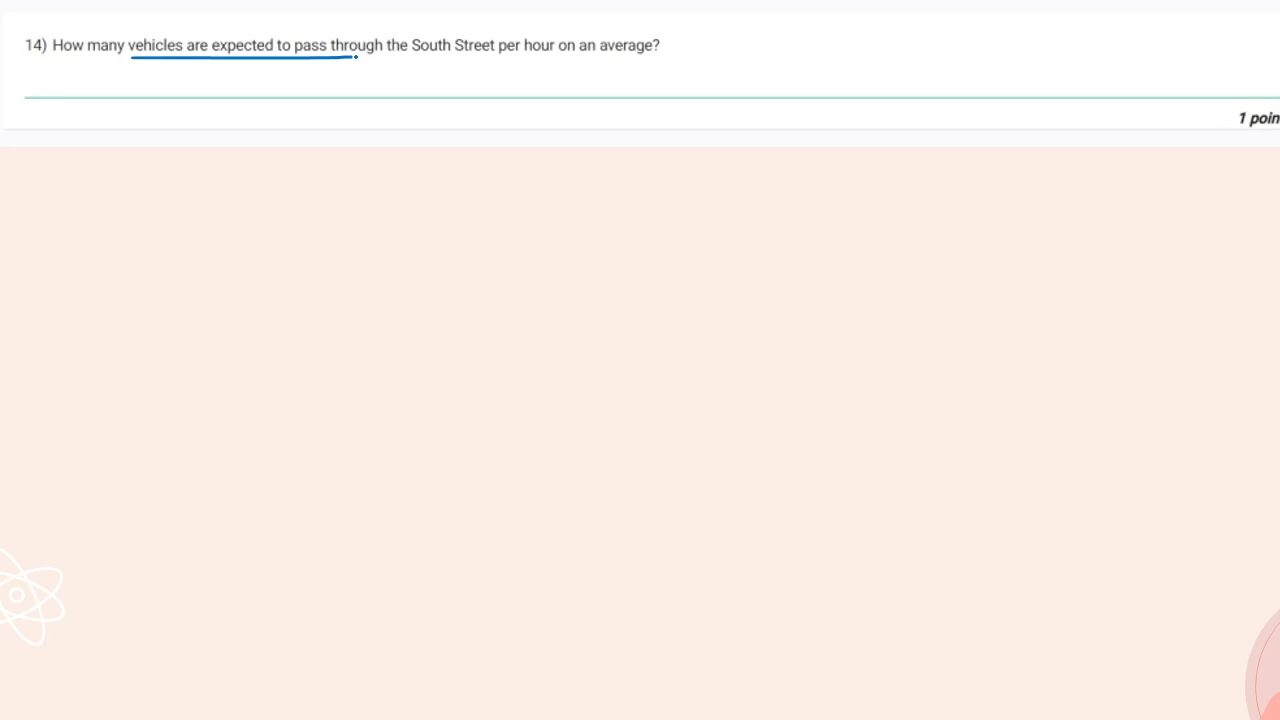 14) How many vehicles are expected to pass through the South Street per hour on an average?
1 poin